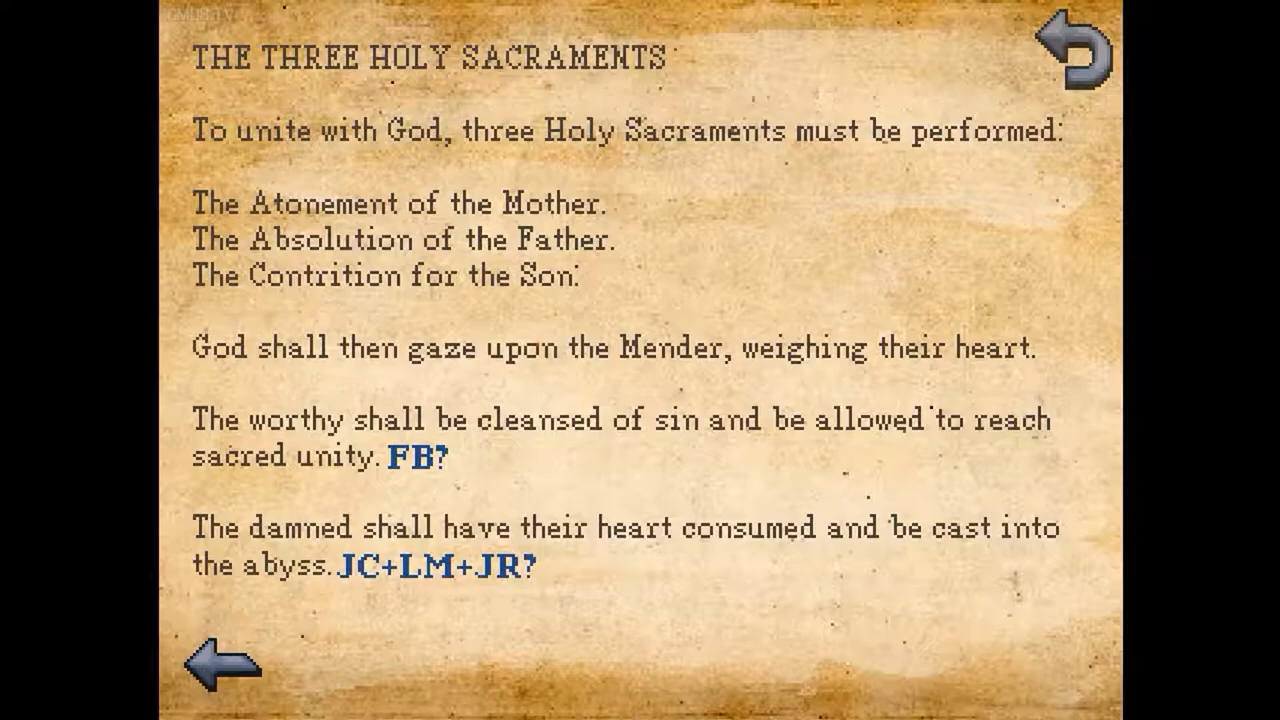 THE THREE HOLY SACRAMENTS
To unite with God, three Holy Sacraments must be performed:
The Atonement of the Mother.
The Absolution of the Father.
The Contrition for the Son.
God shall then gaze upon the Mender, weighing their heart.
The worthy shall be cleansed of sin and be allowed to reach
sacred unity. FB?
The damned shall have their heart consumed and be cast into
the abyss. JC+LM+JR?